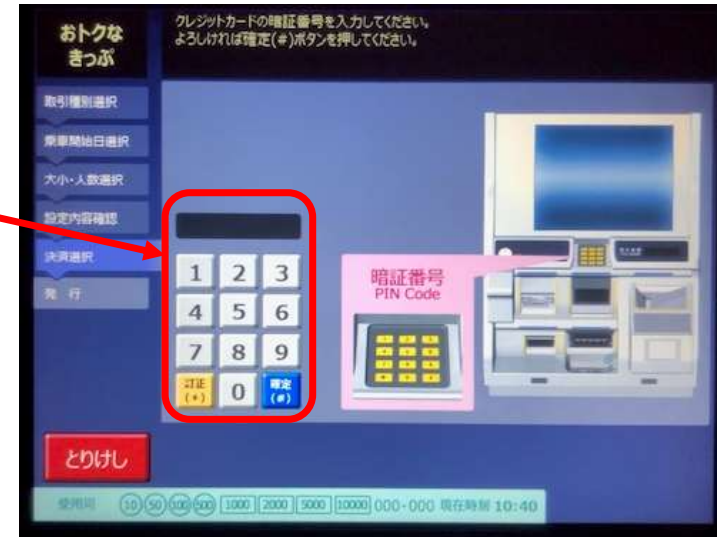 おトクな
きっぷ
クレジットカードの暗証番号を入力してください。
よろしければ確定(#)ボタンを押してください。
取引種別選択
乗車開始日選択
大小・人数選択
設定内容確認
決済選択
発 行
1 2 3
4 5 6
7 8 9
訂正 0 確定
(*) (#)
暗証番号
PIN Code
とりけし
使用可 10 50 100 500 1000 2000 5000 10000 000-000 現在時刻 10:40